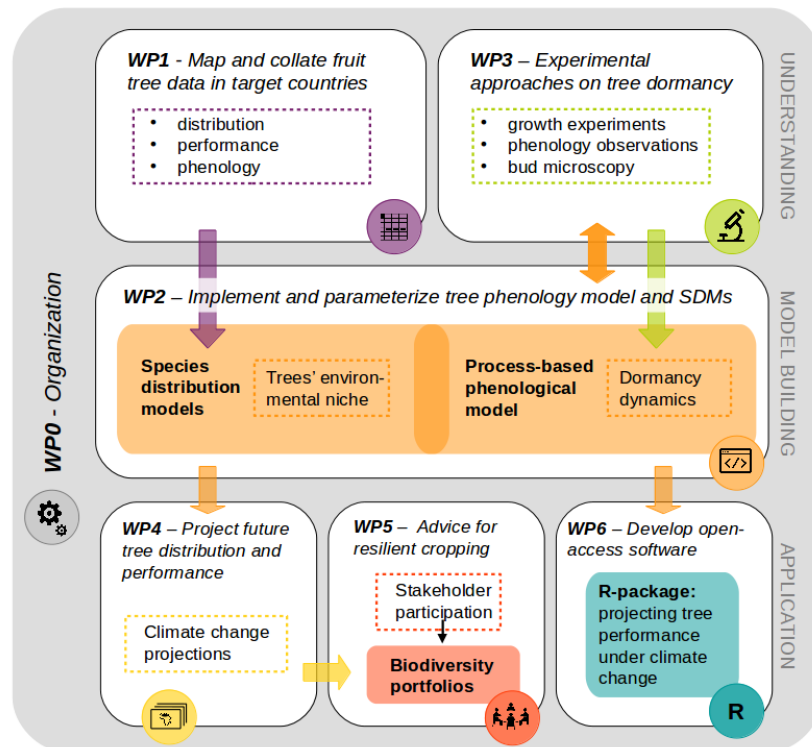 WP1 - Map and collate fruit
tree data in target countries
• distribution
• performance
• phenology
WP3 – Experimental
approaches on tree dormancy
• growth experiments
• phenology observations
• bud microscopy
UNDERSTANDING
WP0 - Organization
WP2 – Implement and parameterize tree phenology model and SDMs
Species
distribution
models
Trees' environ-
mental niche
Process-based
phenological
model
Dormancy
dynamics
</>
MODEL BUILDING
WP4 – Project future
tree distribution and
performance
Climate change
projections
WP5 – Advice for
resilient cropping
Stakeholder
participation
Biodiversity
portfolios
WP6 – Develop open-
access software
R-package:
projecting tree
performance
under climate
change
R
APPLICATION